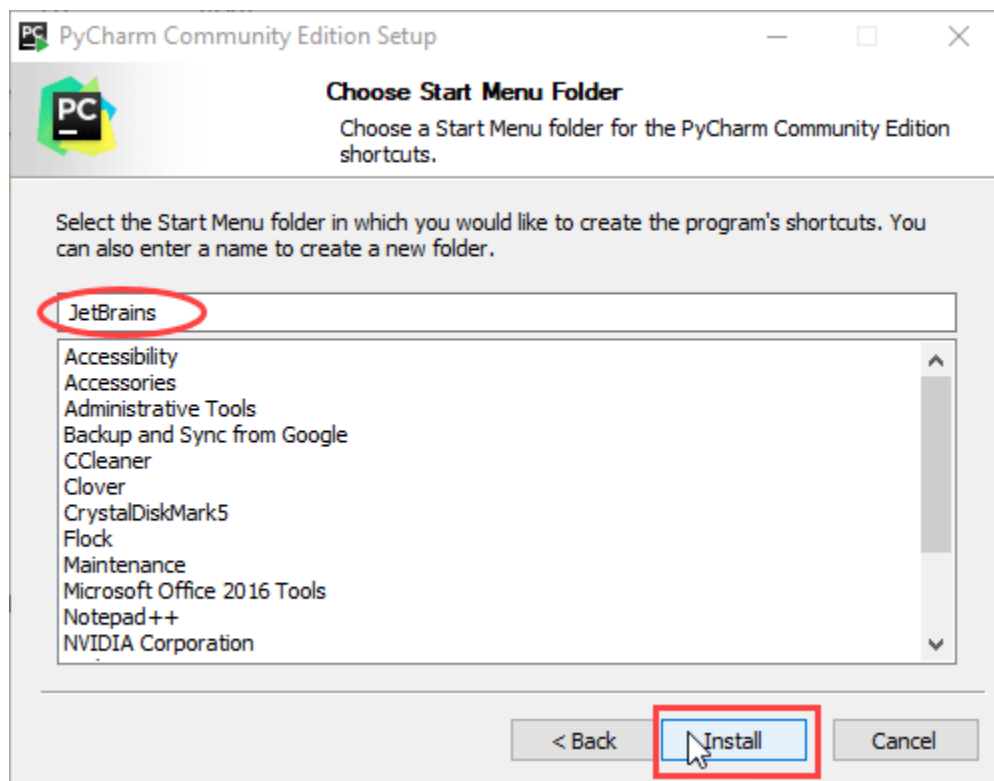 PC PyCharm Community Edition Setup
PC
Choose Start Menu Folder
Choose a Start Menu folder for the PyCharm Community Edition
shortcuts.
Select the Start Menu folder in which you would like to create the program's shortcuts. You
can also enter a name to create a new folder.
JetBrains
Accessibility
Accessories
Administrative Tools
Backup and Sync from Google
CCleaner
Clover
CrystalDiskMark5
Flock
Maintenance
Microsoft Office 2016 Tools
Notepad++
NVIDIA Corporation
< Back
Install
Cancel